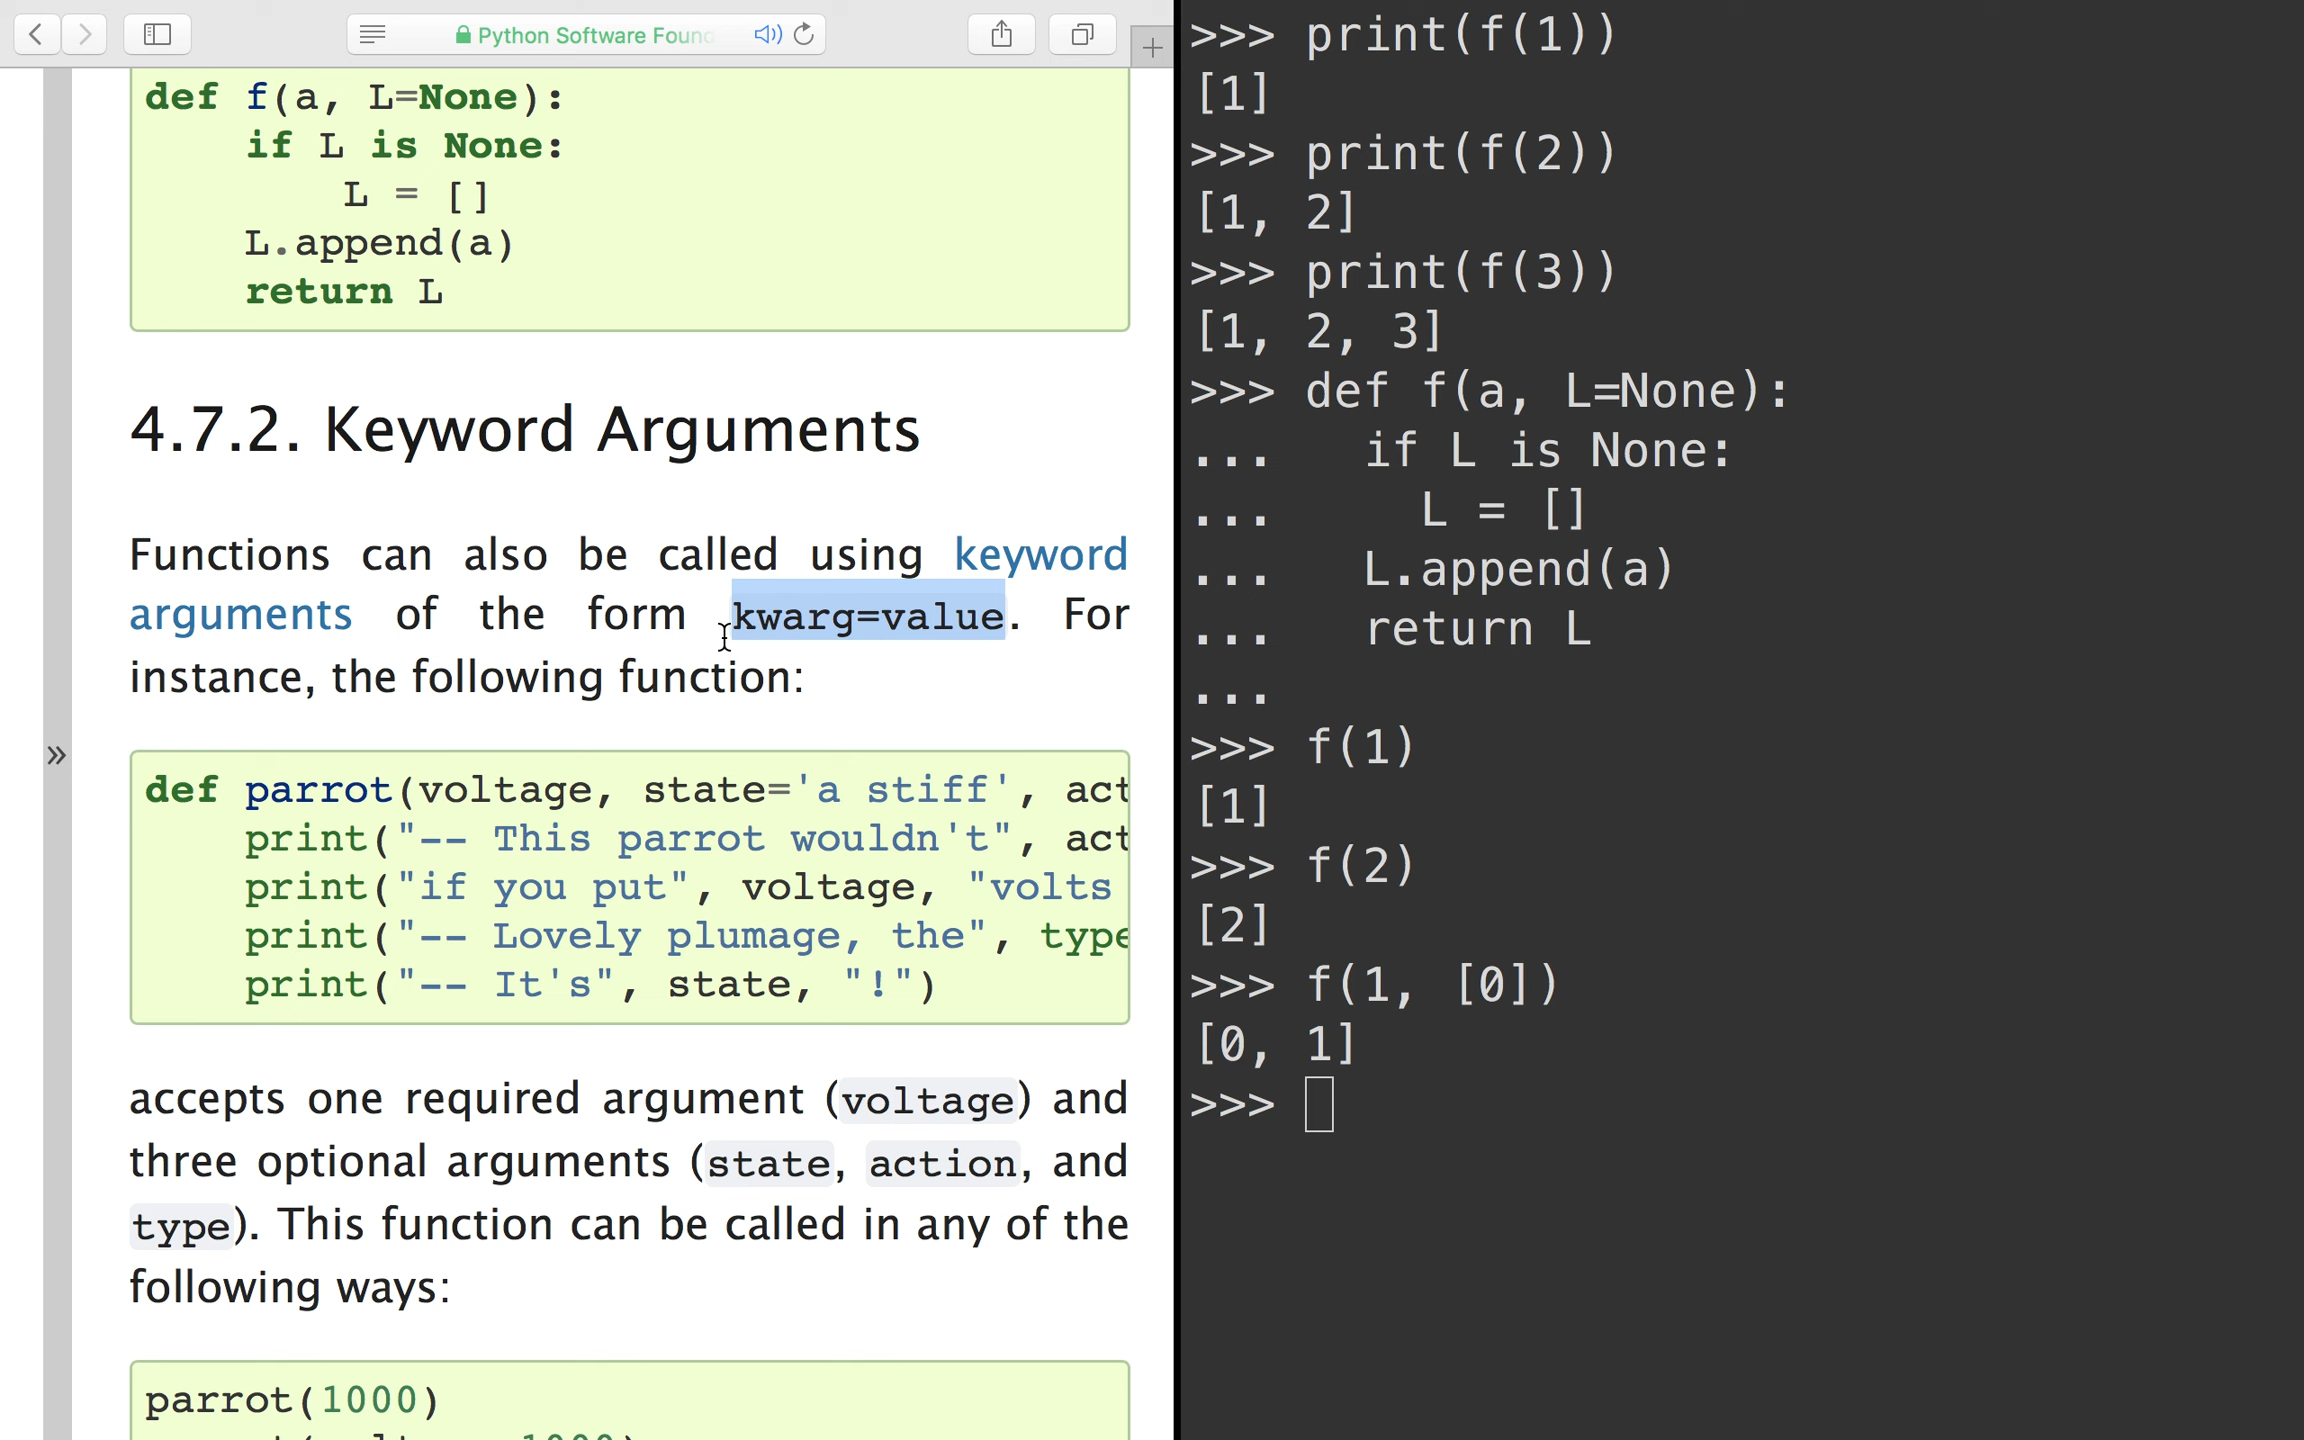 Python Software Found
def f(a, L=None):
    if L is None:
        L = []
    L.append(a)
    return L
4.7.2. Keyword Arguments
Functions can also be called using keyword
arguments of the form kwarg=value. For
instance, the following function:
»
def parrot(voltage, state='a stiff', act
    print("-- This parrot wouldn't", act
    print("if you put", voltage, "volts
    print("-- Lovely plumage, the", type
    print("-- It's", state, "!")
accepts one required argument (voltage) and
three optional arguments (state, action, and
type). This function can be called in any of the
following ways:
parrot(1000)
>>> print(f(1))
[1]
>>> print(f(2))
[1, 2]
>>> print(f(3))
[1, 2, 3]
>>> def f(a, L=None):
...   if L is None:
...     L = []
...   L.append(a)
...   return L
...
>>> f(1)
[1]
>>> f(2)
[2]
>>> f(1, [0])
[0, 1]
>>>